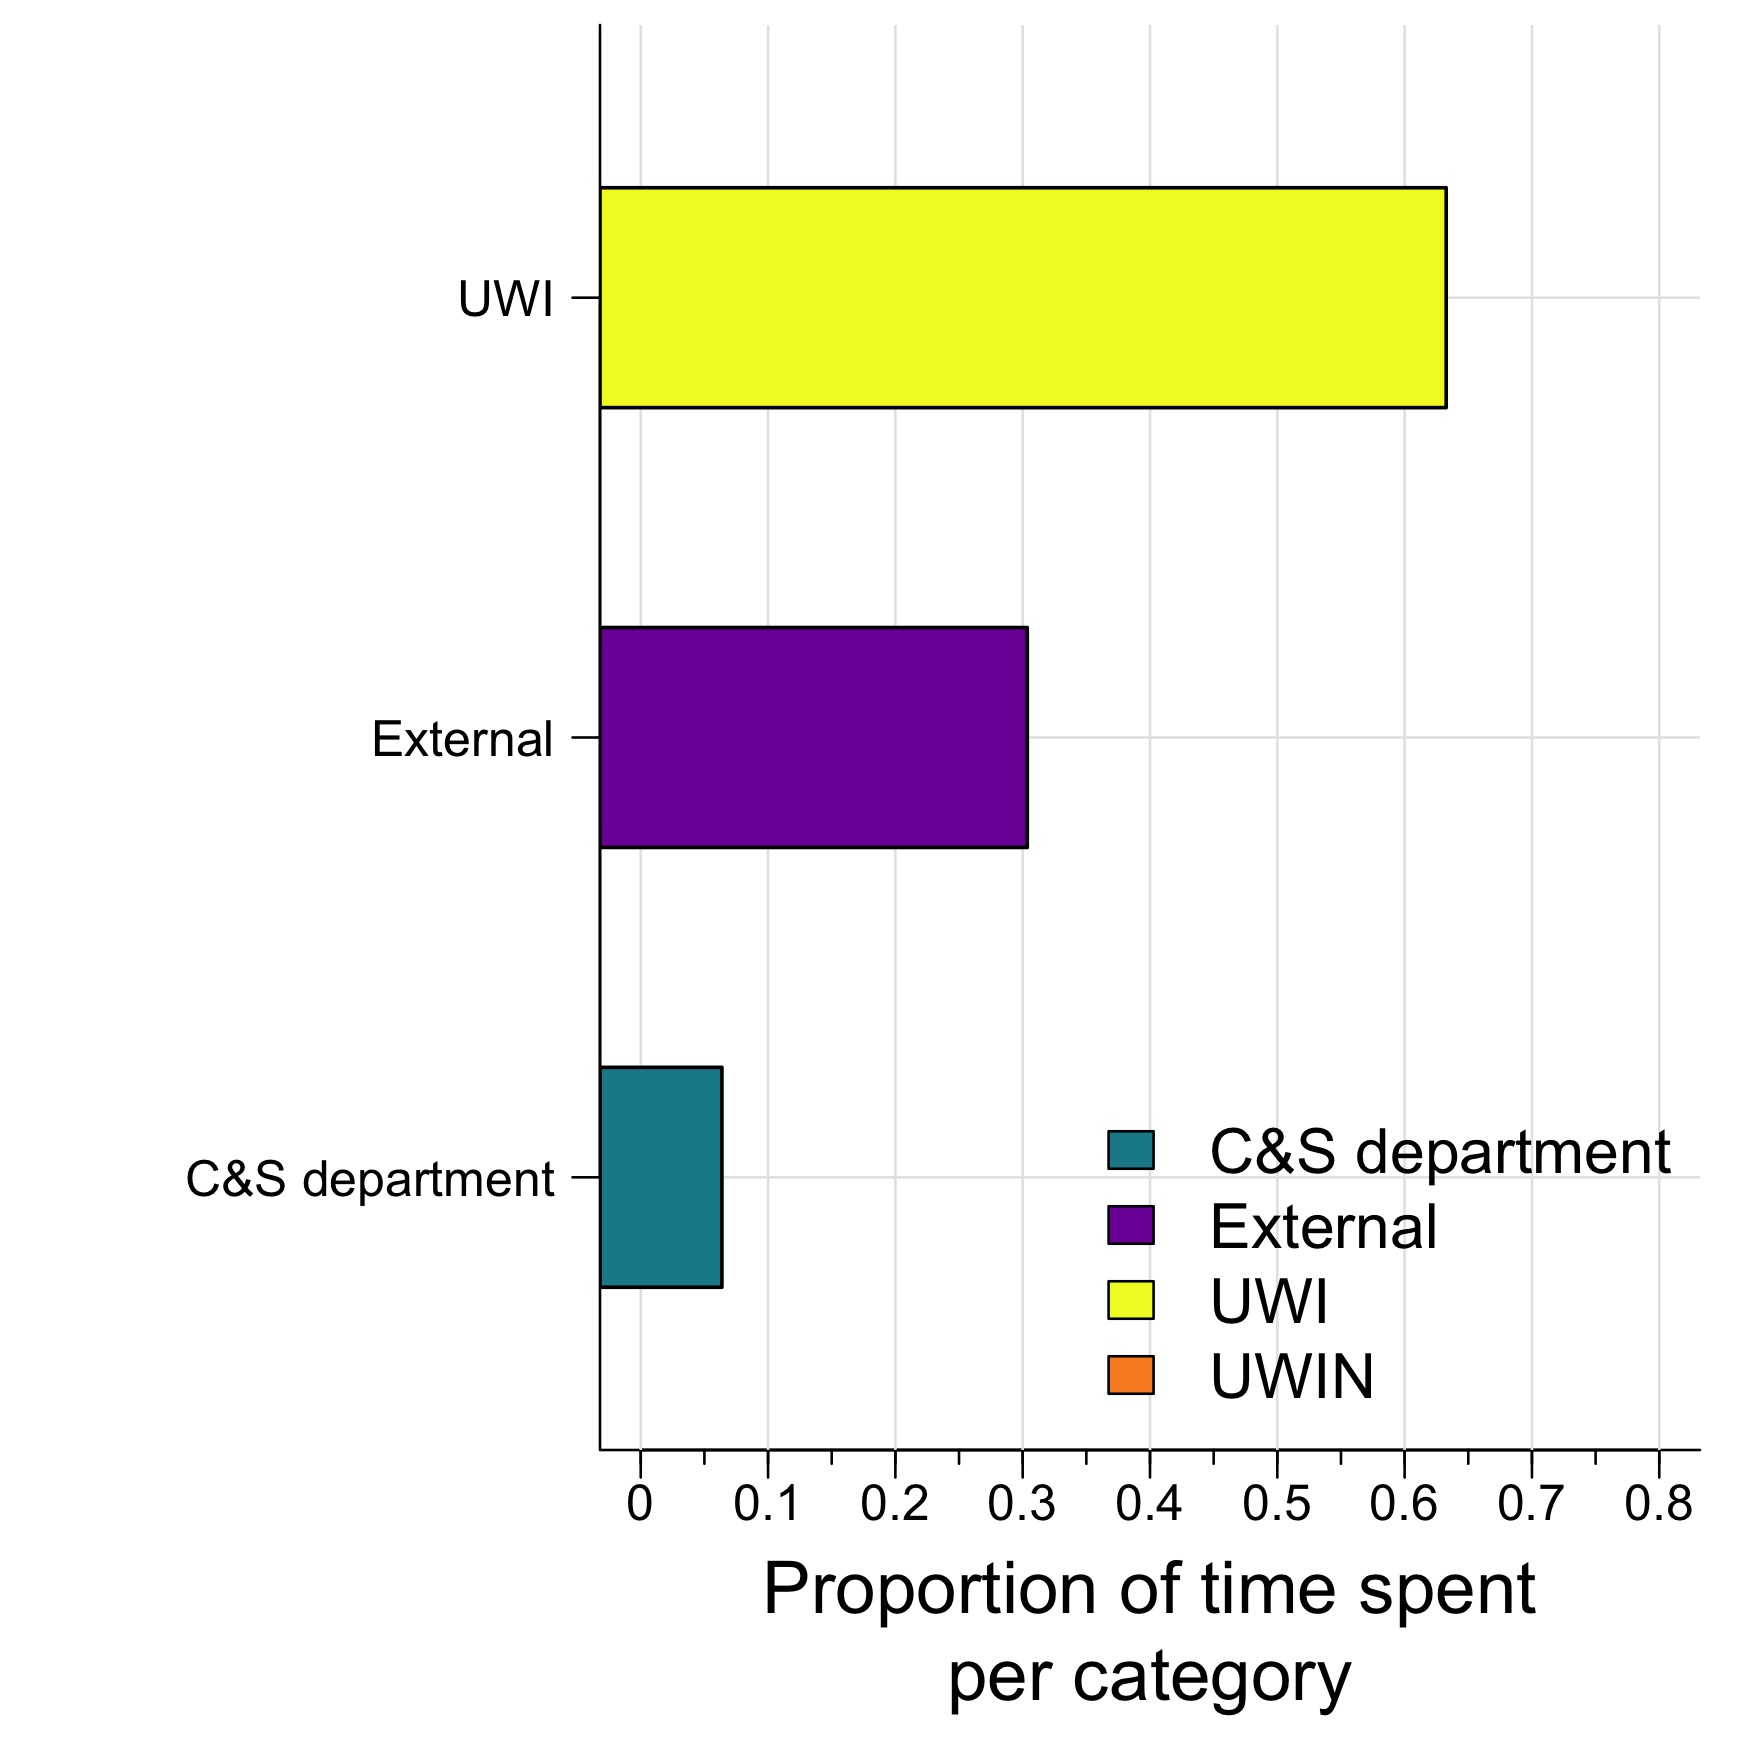 UWI
External
C&S department
C&S department
External
UWI
UWIN
0 0.1 0.2 0.3 0.4 0.5 0.6 0.7 0.8
Proportion of time spent
per category